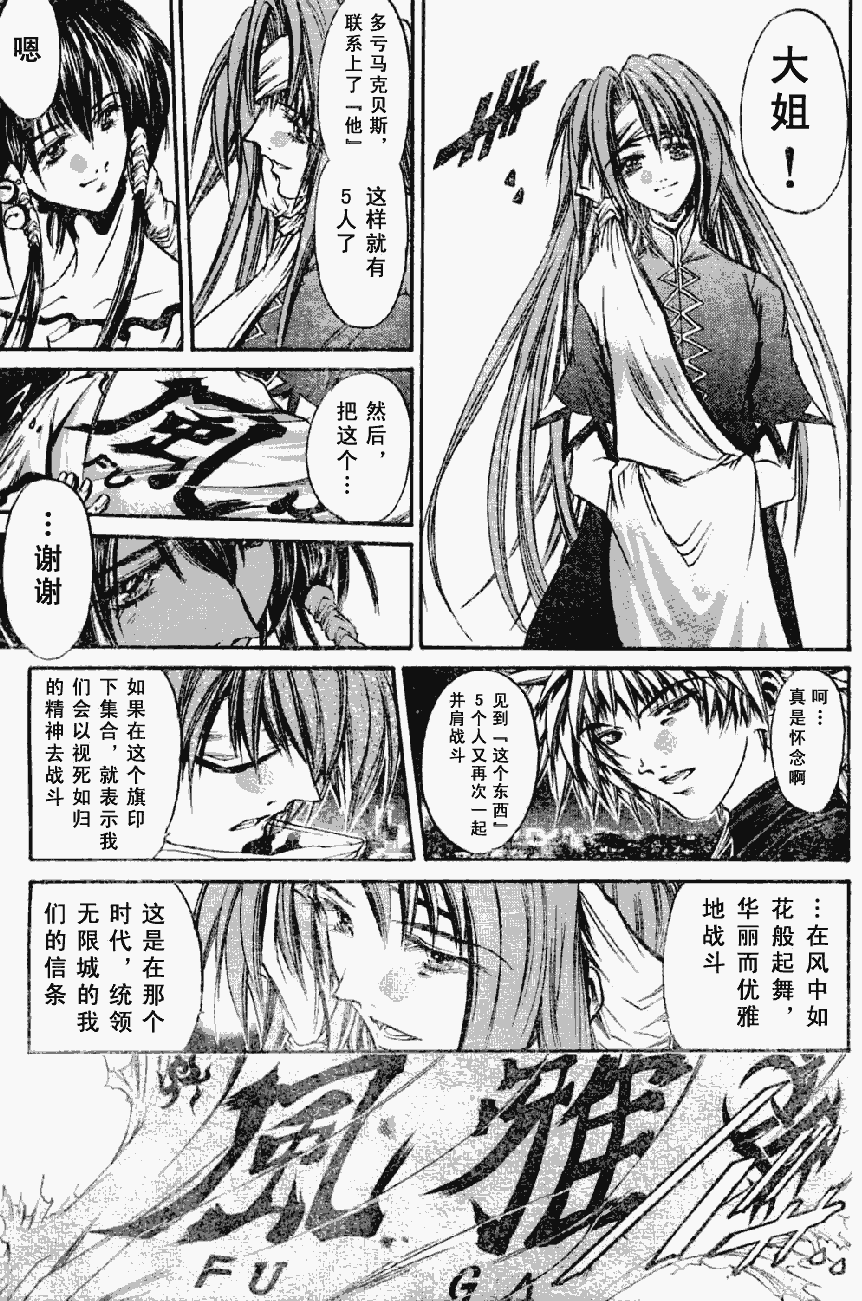 大
姐
！
多亏马克贝斯，
联系上了『他』
这样就有
5人了
嗯
然后，
把这个…
FU
…谢谢
呵…
真是怀念啊
见到『这个东西』
5个人又再次一起
并肩战斗
如果在这个旗印
下集合，就表示我
们会以视死如归
的精神去战斗
…在风中如
花般起舞，
华丽而优雅
地战斗
这是在那个
时代，统领
无限城的我
们的信条
風雅
FU GA